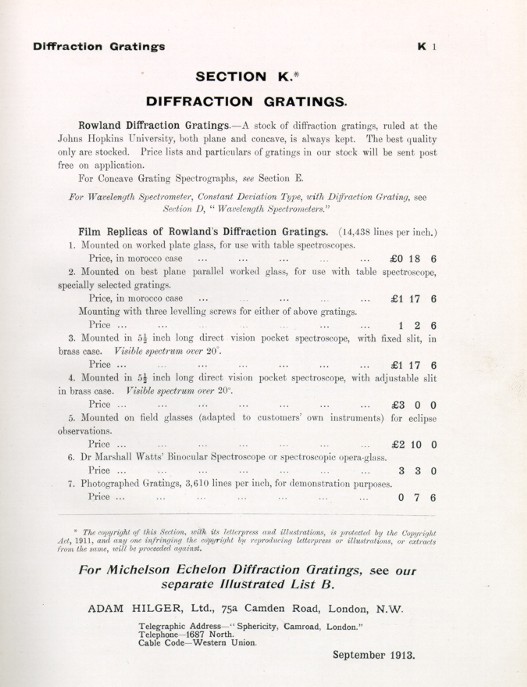 Diffraction Gratings K 1
SECTION K.*
DIFFRACTION GRATINGS.
Rowland Diffraction Gratings.—A stock of diffraction gratings, ruled at the
Johns Hopkins University, both plane and concave, is always kept. The best quality
only are stocked. Price lists and particulars of gratings in our stock will be sent post
free on application.
For Concave Grating Spectrographs, see Section E.
For Wavelength Spectrometer, Constant Deviation Type, with Diffraction Grating, see
Section D, “ Wavelength Spectrometers.”
Film Replicas of Rowland's Diffraction Gratings. (14,438 lines per inch.)
1. Mounted on worked plate glass, for use with table spectroscopes.
Price, in morocco case ... ... ... ... £0 18 6
2. Mounted on best plane parallel worked glass, for use with table spectroscope,
specially selected gratings.
Price, in morocco case ... ... ... ... £1 17 6
Mounting with three levelling screws for either of above gratings.
Price ... ... ... ... ... 1 2 6
3. Mounted in 5½ inch long direct vision pocket spectroscope, with fixed slit, in
brass case. Visible spectrum over 20°.
Price ... ... ... ... ... £1 17 6
4. Mounted in 5½ inch long direct vision pocket spectroscope, with adjustable slit
in brass case. Visible spectrum over 20°.
Price ... ... ... ... ... £3 0 0
5. Mounted on field glasses (adapted to customers' own instruments) for eclipse
observations.
Price ... ... ... ... ... £2 10 0
6. Dr Marshall Watts' Binocular Spectroscope or spectroscopic opera-glass.
Price ... ... ... ... ... 3 3 0
7. Photographed Gratings, 3,610 lines per inch, for demonstration purposes.
Price ... ... ... ... ... 0 7 6
* The copyright of this Section, with its letterpress and illustrations, is protected by the Copyright
Act, 1911, and any one infringing the copyright by reproducing letterpress or illustrations, or extracts
from the same, will be proceeded against.
For Michelson Echelon Diffraction Gratings, see our
separate Illustrated List B.
ADAM HILGER, Ltd., 75a Camden Road, London, N.W.
Telegraphic Address—“ Sphericity, Camroad, London.”
Telephone—1687 North.
Cable Code—Western Union.
September 1913.